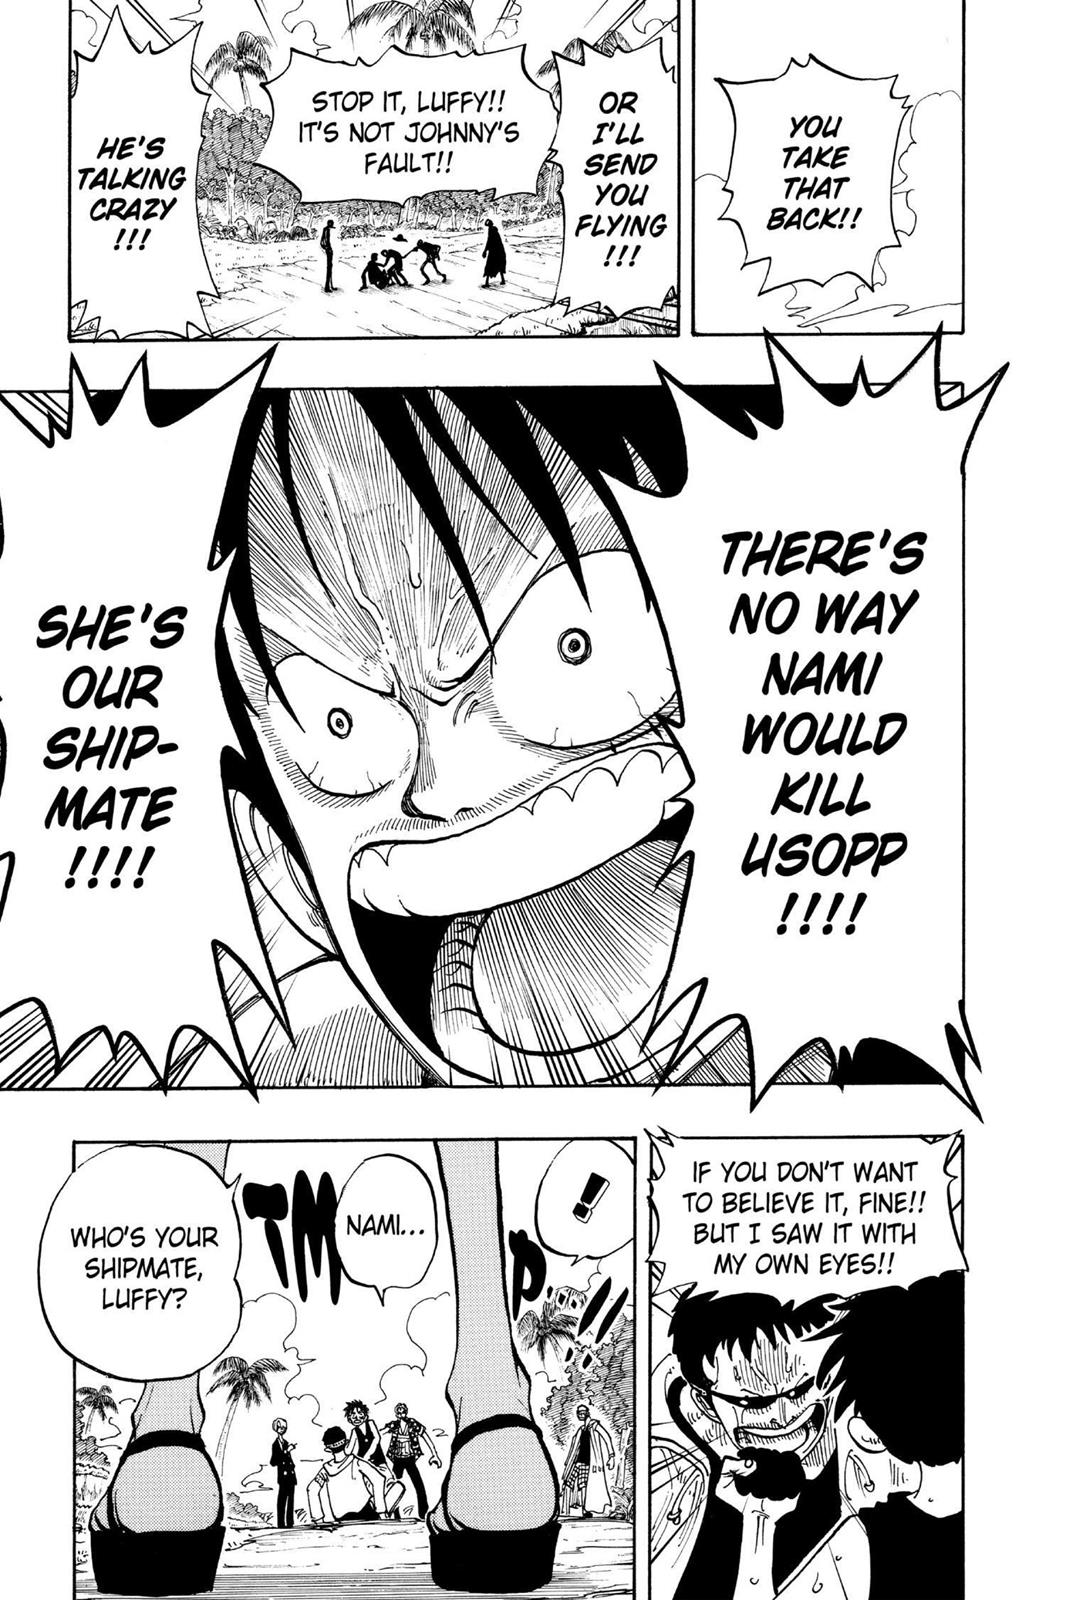 YOU
TAKE
THAT
BACK!!
OR
I'LL
SEND
YOU
FLYING
!!!
STOP IT, LUFFY!!
IT'S NOT JOHNNY'S
FAULT!!
HE'S
TALKING
CRAZY
!!!
THERE'S
NO WAY
NAMI
WOULD
KILL
USOPP
!!!!
SHE'S
OUR
SHIP-
MATE
!!!!
IF YOU DON'T WANT
TO BELIEVE IT, FINE!!
BUT I SAW IT WITH
MY OWN EYES!!
!
NAMI...
WHO'S YOUR
SHIPMATE,
LUFFY?